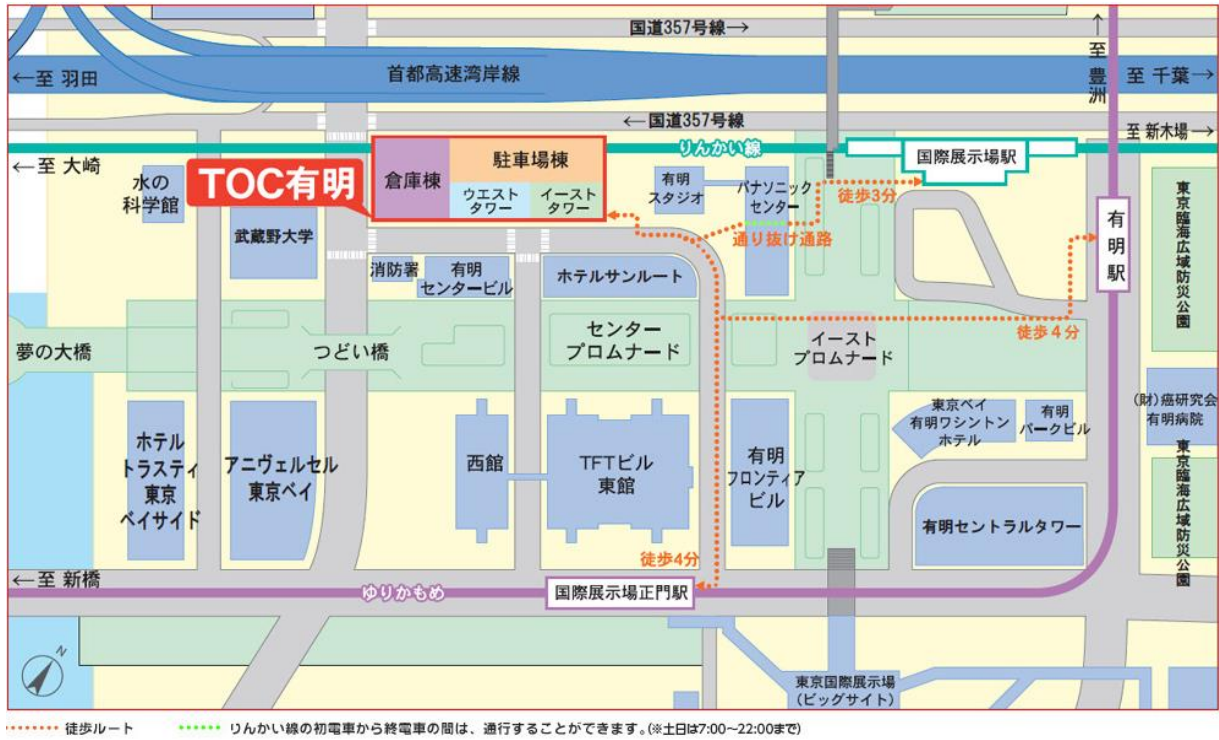 国道357号線→
←至 羽田
首都高速湾岸線
↑
至
豊
洲
至 千葉→
←国道357号線
至 新木場
→
←至 大崎
りんかい線
国際展示場駅
水の
科学館
TOC有明
倉庫棟
駐車場棟
ウエスト
タワー
イースト
タワー
有明
スタジオ
パナソニック
センター
徒歩3分
通り抜け通路
武蔵野大学
有明駅
東京臨海広域防災公園
消防署
有明
センタービル
ホテルサンルート
夢の大橋
つどい橋
センター
プロムナード
イースト
プロムナード
徒歩4分
ホテル
トラスティ
東京
ベイサイド
アニヴェルセル
東京ベイ
西館
TFTビル
東館
有明
フロンティア
ビル
東京ベイ
有明ワシントン
ホテル
有明
パークビル
(財)癌研究会
有明病院
東京臨海広域防災公園
有明セントラルタワー
徒歩4分
←至 新橋
ゆりかもめ
国際展示場正門駅
N
東京国際展示場
(ビッグサイト)
徒歩ルート
りんかい線の初電車から終電車の間は、通行することができます。(※土日は7:00〜22:00まで)